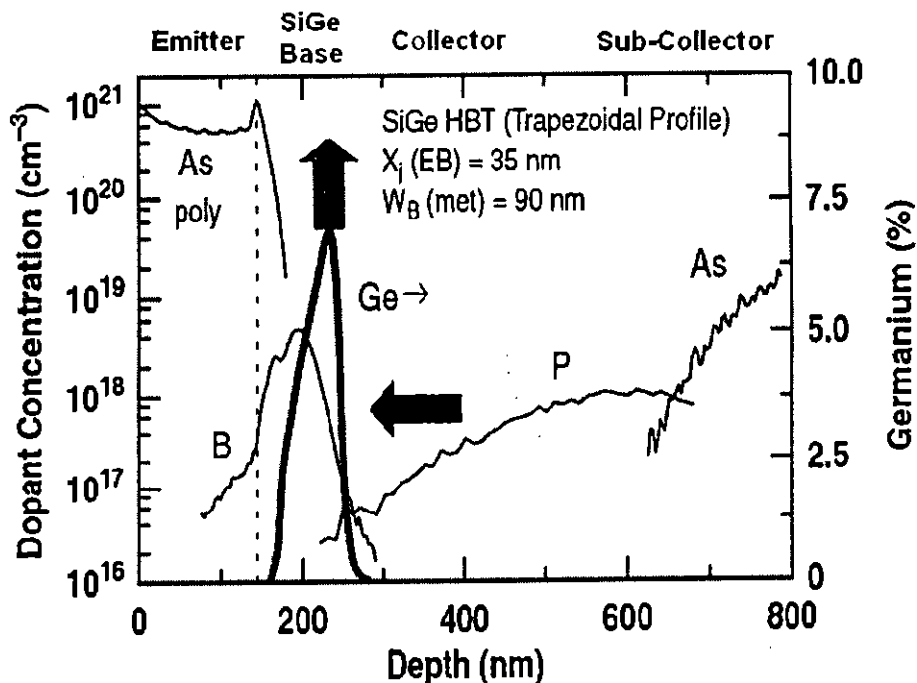 Emitter
SiGe
Base
Collector
Sub-Collector
Dopant Concentration (cm⁻³)
10²¹
10²⁰
10¹⁹
10¹⁸
10¹⁷
10¹⁶
As
poly
B
SiGe HBT (Trapezoidal Profile)
Xⱼ (EB) = 35 nm
W_B (met) = 90 nm
Ge→
P
As
10.0
7.5
5.0
2.5
0
Germanium (%)
0
200
400
600
800
Depth (nm)